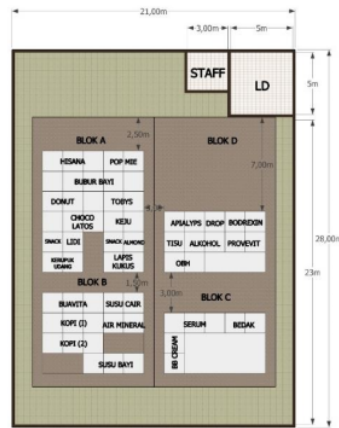 21,00m
3,00m
5m
STAFF
LD
5m
BLOK A
2,50m
BLOK D
HISANA
POP MIE
7,00m
BUBUR BAYI
DONUT
TOBYS
CHOCO
LATOS
KEJU
APIALYPS
DROP
BODREXIN
SNACK
LIDI
SNACK
ALMOND
TISU
ALKOHOL
PROVEVIT
28,00m
KERUPUK
UDANG
LAPIS
KUKUS
OBH
23m
BLOK B
1,50m
3,00m
BLOK C
BUAVITA
SUSU CAIR
KOPI (1)
AIR MINERAL
SERUM
BEDAK
KOPI (2)
BB CREAM
SUSU BAYI